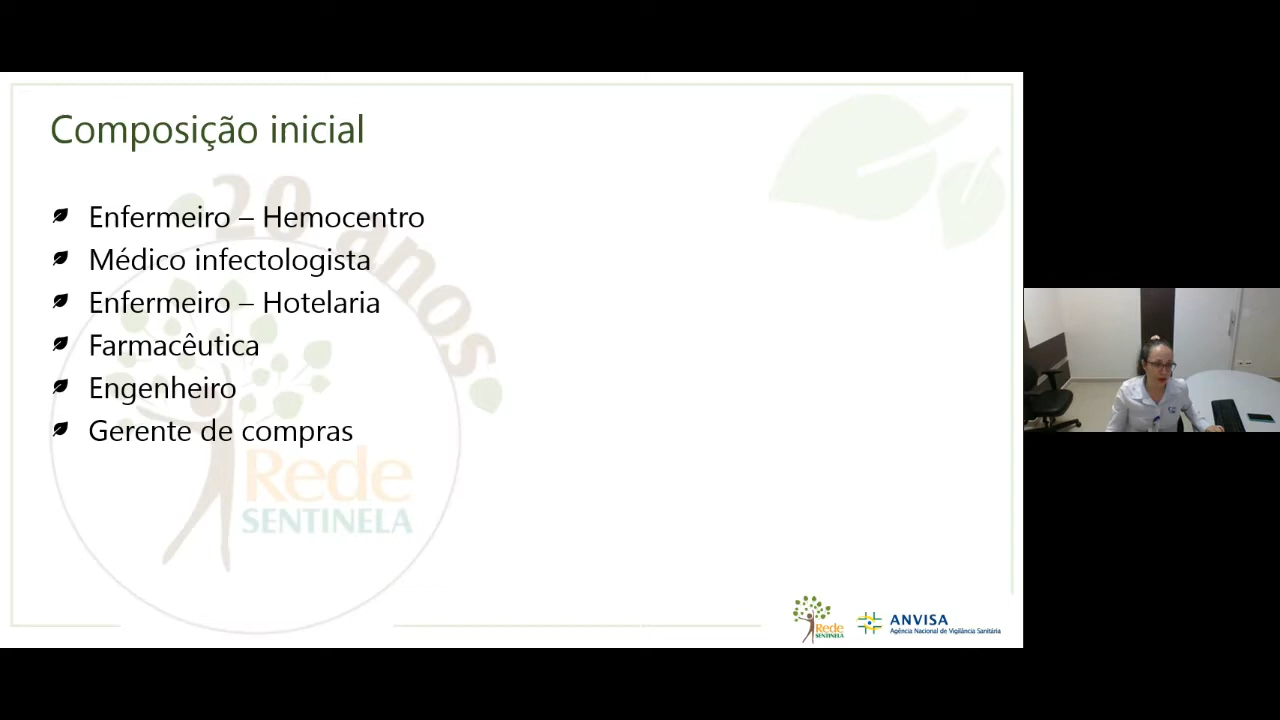 Composição inicial
20 anos
Enfermeiro – Hemocentro
Médico infectologista
Enfermeiro – Hotelaria
Farmacêutica
Engenheiro
Gerente de compras
Rede
SENTINELA
Rede
SENTINELA
ANVISA
Agência Nacional de Vigilância Sanitária